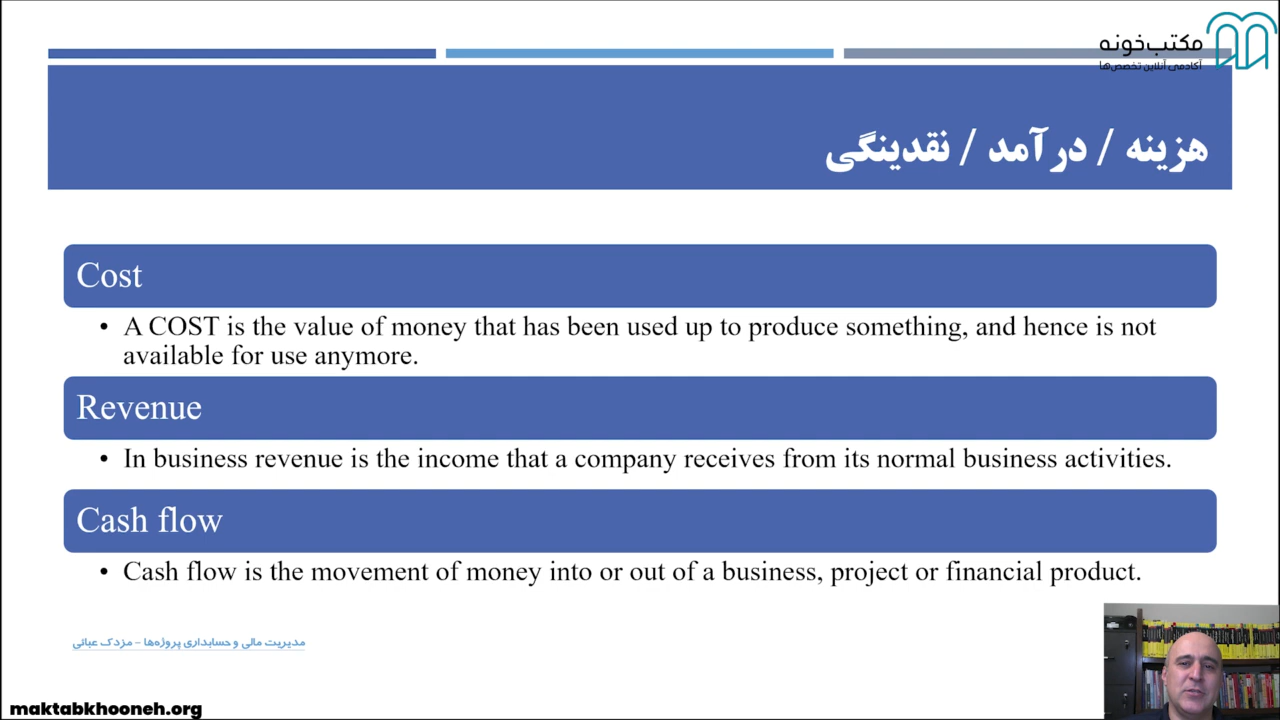 مکتب‌خونه
آکادمی آنلاین تخصص‌ها
هزینه / درآمد / نقدینگی
Cost
• A COST is the value of money that has been used up to produce something, and hence is not
available for use anymore.
Revenue
• In business revenue is the income that a company receives from its normal business activities.
Cash flow
• Cash flow is the movement of money into or out of a business, project or financial product.
مدیریت مالی و حسابداری پروژه‌ها – مزدک عبائی
maktabkhooneh.org